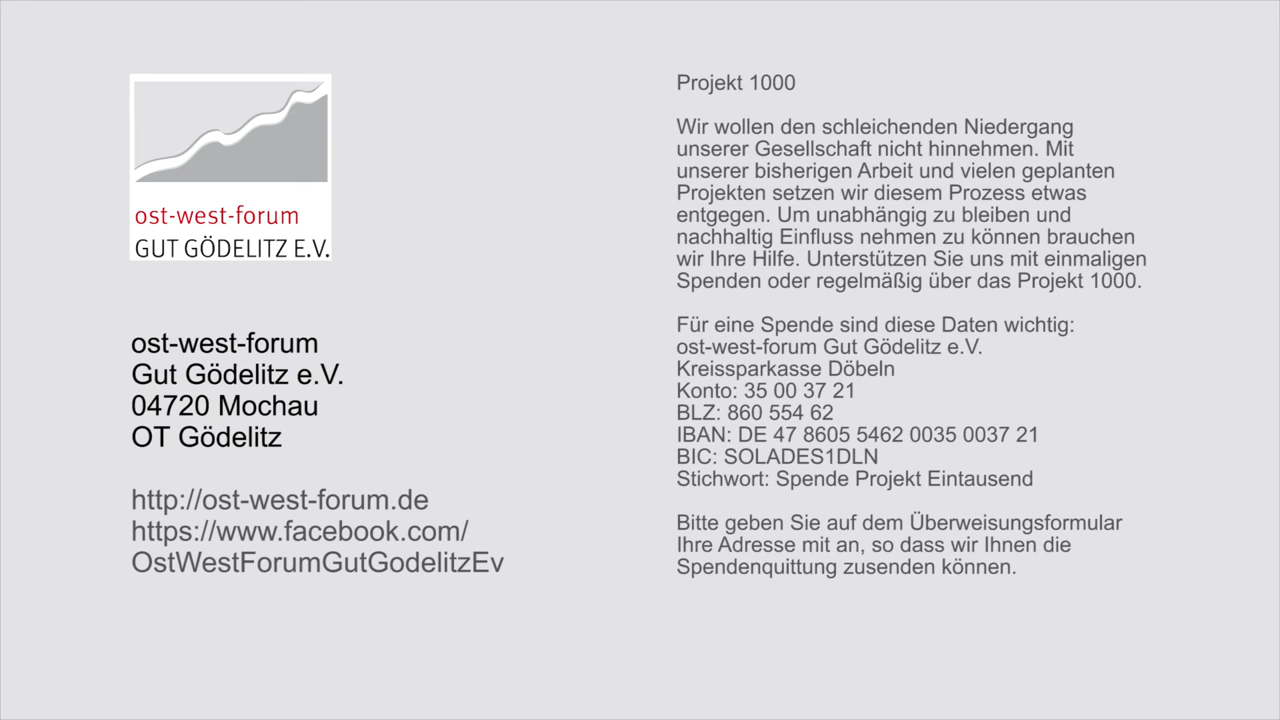 ost-west-forum
GUT GÖDELITZ E.V.
ost-west-forum
Gut Gödelitz e.V.
04720 Mochau
OT Gödelitz
http://ost-west-forum.de
https://www.facebook.com/
OstWestForumGutGodelitzEv
Projekt 1000
Wir wollen den schleichenden Niedergang
unserer Gesellschaft nicht hinnehmen. Mit
unserer bisherigen Arbeit und vielen geplanten
Projekten setzen wir diesem Prozess etwas
entgegen. Um unabhängig zu bleiben und
nachhaltig Einfluss nehmen zu können brauchen
wir Ihre Hilfe. Unterstützen Sie uns mit einmaligen
Spenden oder regelmäßig über das Projekt 1000.
Für eine Spende sind diese Daten wichtig:
ost-west-forum Gut Gödelitz e.V.
Kreissparkasse Döbeln
Konto: 35 00 37 21
BLZ: 860 554 62
IBAN: DE 47 8605 5462 0035 0037 21
BIC: SOLADES1DLN
Stichwort: Spende Projekt Eintausend
Bitte geben Sie auf dem Überweisungsformular
Ihre Adresse mit an, so dass wir Ihnen die
Spendenquittung zusenden können.